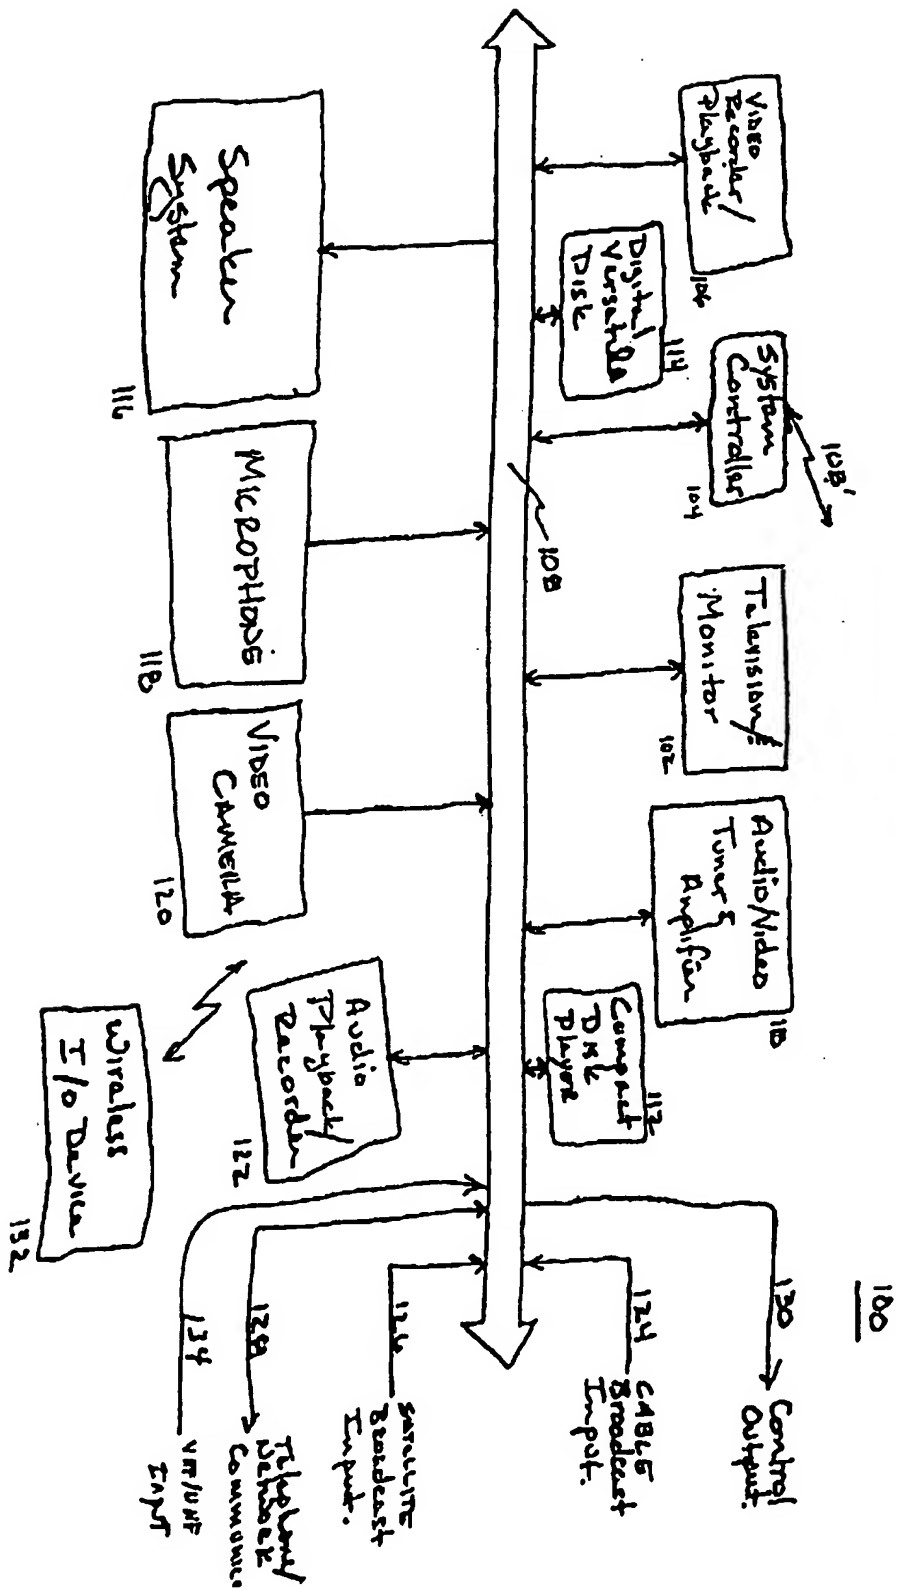 100
Video
Recorder/
Playback
106
Digital
Versatile
Disk
114
System
Controller
104
108'
108
Television/
Monitor
102
Audio/Video
Tuner &
Amplifier
110
Compact
Disk
Player
112
130
Control
Output.
124
CABLE
Broadcast
Input.
Speaker
System
116
MICROPHONE
118
VIDEO
CAMERA
120
Audio
Playback/
Recorder
122
Wireless
I/O Device
132
126
SATELLITE
Broadcast
Input.
128
Telephone/
Network
Communic
134
VHF/UHF
Input